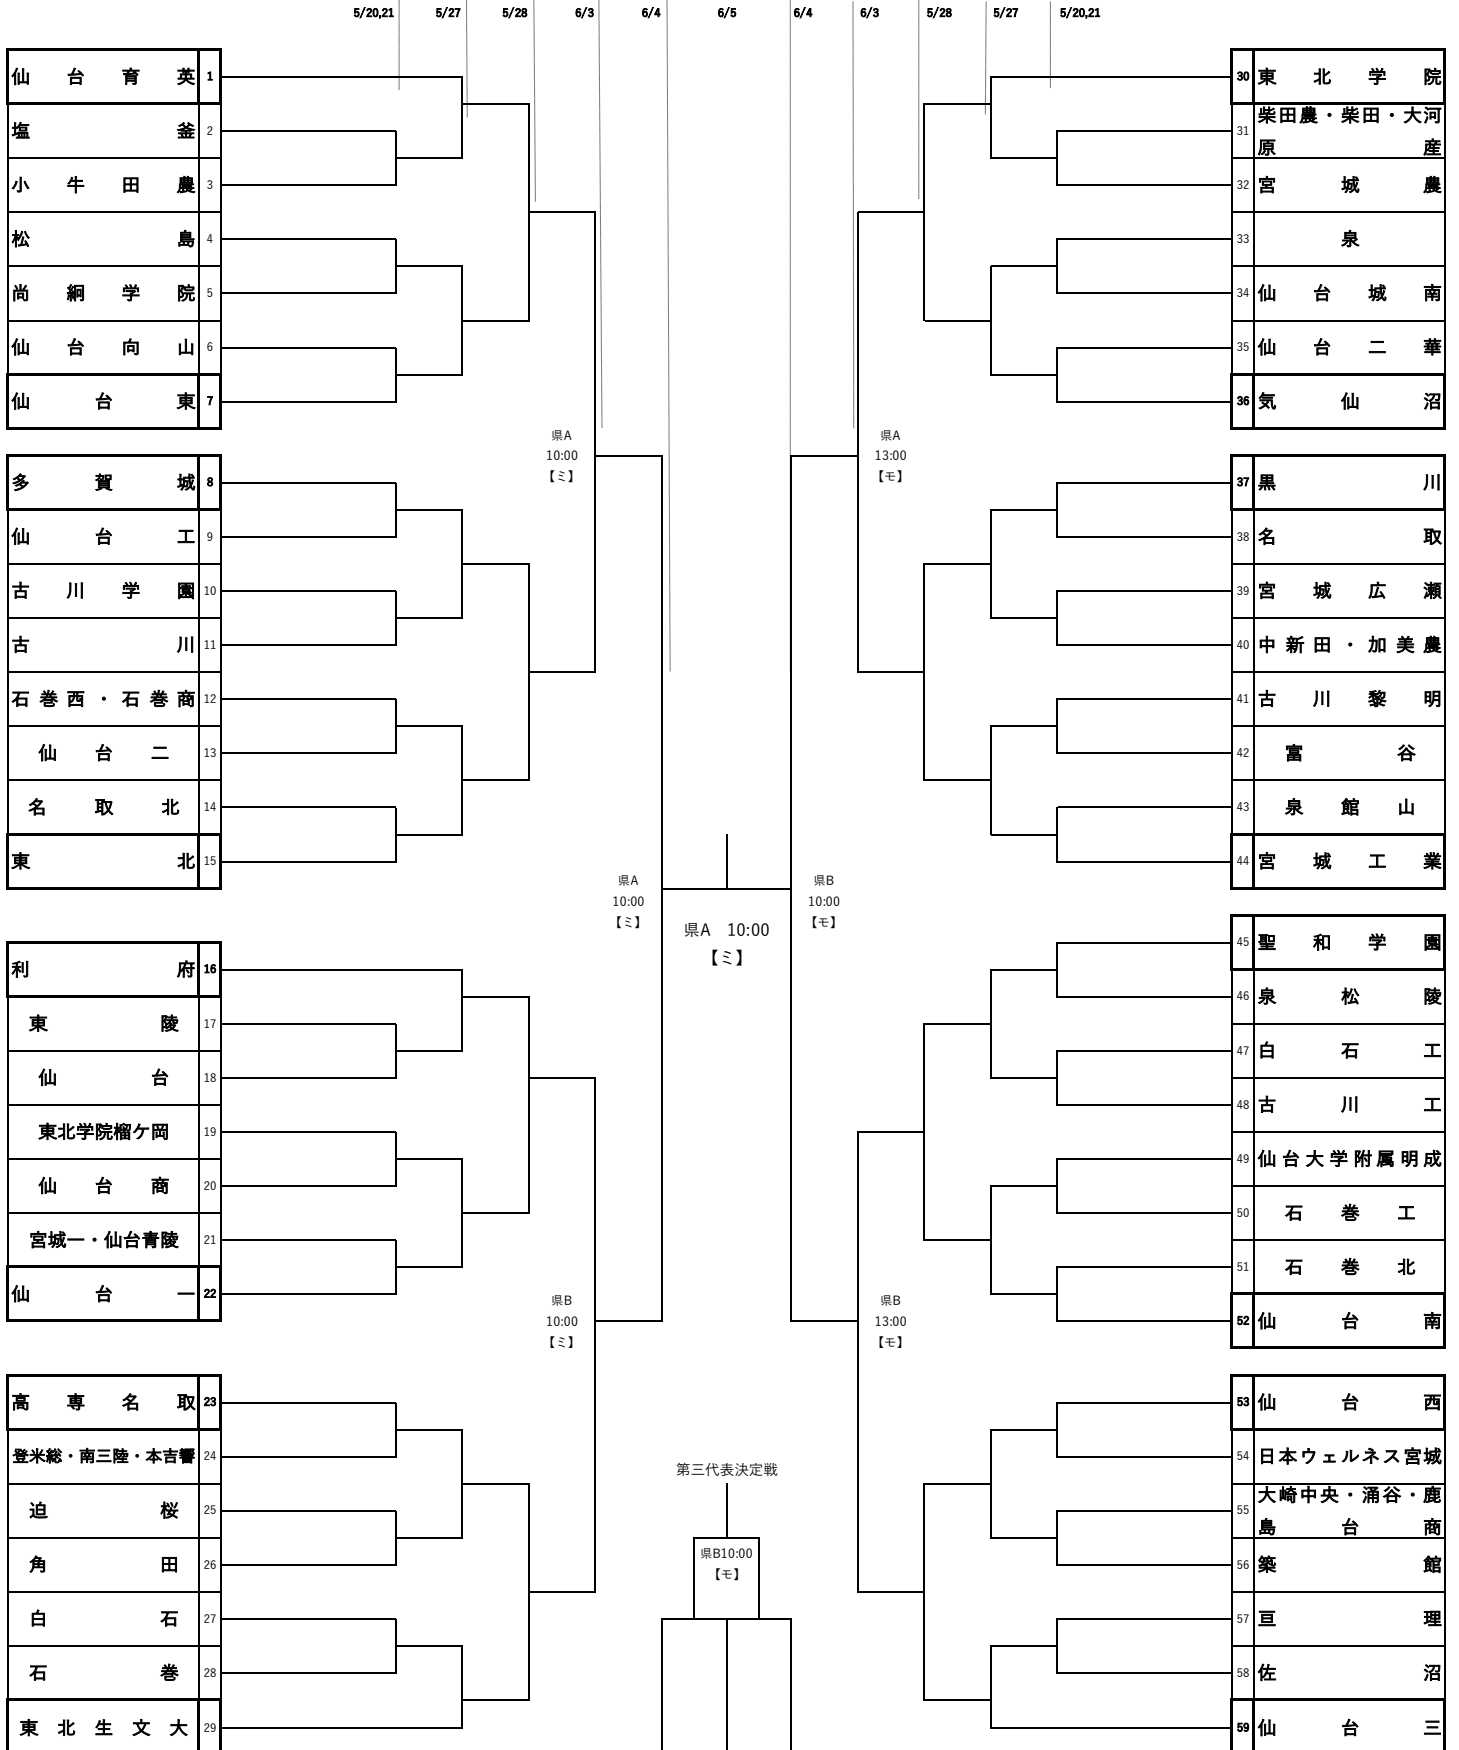 5/20,21 5/27 5/28 6/3 6/4 6/5 6/4 6/3 5/28 5/27 5/20,21
仙台育英 1
塩釜 2
小牛田農 3
松島 4
尚絅学院 5
仙台向山 6
仙台東 7
多賀城 8
仙台工 9
古川学園 10
古川 11
石巻西・石巻商 12
仙台二 13
名取北 14
東北 15
利府 16
東陵 17
仙台 18
東北学院榴ケ岡 19
仙台商 20
宮城一・仙台青陵 21
仙台一 22
高専名取 23
登米総・南三陸・本吉響 24
迫桜 25
角田 26
白石 27
石巻 28
東北生文大 29
県A
10:00
【ミ】
県A
10:00
【ミ】
県B
10:00
【ミ】
県A 10:00
【ミ】
第三代表決定戦
県B10:00
【モ】
県A
13:00
【モ】
県B
10:00
【モ】
県B
13:00
【モ】
30 東北学院
31 柴田農・柴田・大河
原産
32 宮城農
33 泉
34 仙台城南
35 仙台二華
36 気仙沼
37 黒川
38 名取
39 宮城広瀬
40 中新田・加美農
41 古川黎明
42 富谷
43 泉館山
44 宮城工業
45 聖和学園
46 泉松陵
47 白石工
48 古川工
49 仙台大学附属明成
50 石巻工
51 石巻北
52 仙台南
53 仙台西
54 日本ウェルネス宮城
55 大崎中央・涌谷・鹿
島台商
56 築館
57 亘理
58 佐沼
59 仙台三